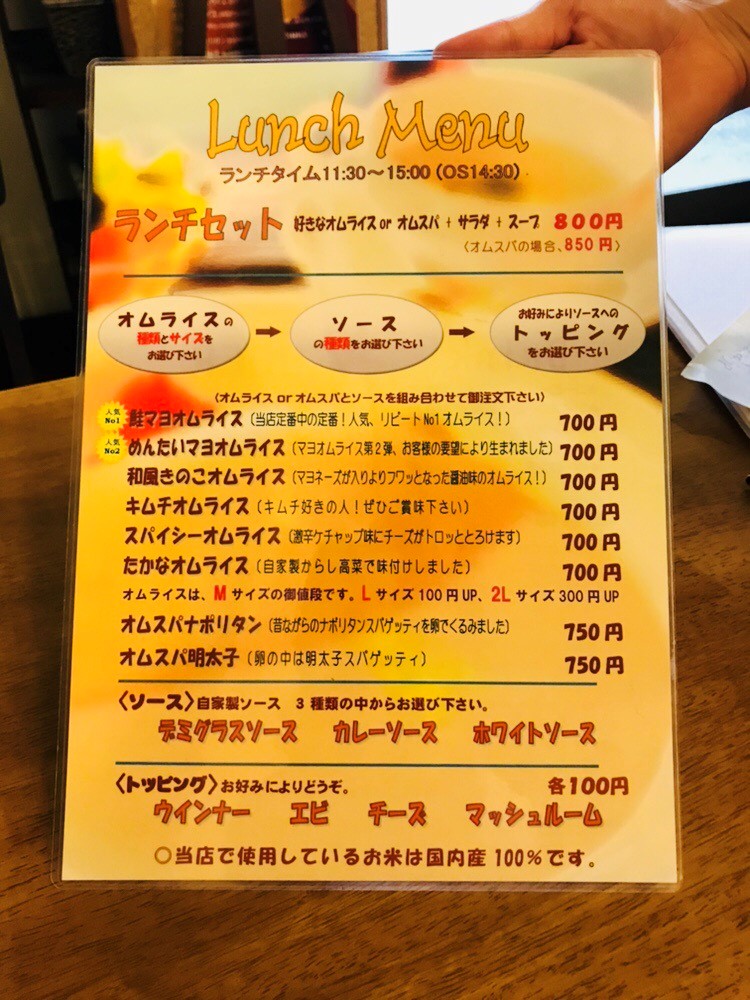 Lunch Menu
ランチタイム11:30～15:00（OS14:30）
ランチセット 好きなオムライス or オムスパ + サラダ + スープ 800円
〈オムスパの場合、850円〉
オムライスの
種類とサイズを
お選び下さい
➡
ソース
の種類をお選び下さい
➡
お好みによりソースへの
トッピング
をお選び下さい
〈オムライス or オムスパとソースを組み合わせて御注文下さい〉
人気No1 鮭マヨオムライス（当店定番中の定番！人気、リピートNo1オムライス！） 700円
人気No2 めんたいマヨオムライス（マヨオムライス第２弾、お客様の要望により生まれました） 700円
和風きのこオムライス（マヨネーズが入りよりフワッとなった醤油味のオムライス！） 700円
キムチオムライス（キムチ好きの人！ぜひご賞味下さい） 700円
スパイシーオムライス（激辛ケチャップ味にチーズがトロッととろけます） 700円
たかなオムライス（自家製からし高菜で味付けしました） 700円
オムライスは、Mサイズの御値段です。Lサイズ100円UP、2Lサイズ300円UP
オムスパナポリタン（昔ながらのナポリタンスパゲッティを卵でくるみました） 750円
オムスパ明太子（卵の中は明太子スパゲッティ） 750円
〈ソース〉自家製ソース 3種類の中からお選び下さい。
デミグラスソース カレーソース ホワイトソース
〈トッピング〉お好みによりどうぞ。 各100円
ウインナー エビ チーズ マッシュルーム
○当店で使用しているお米は国内産100%です。